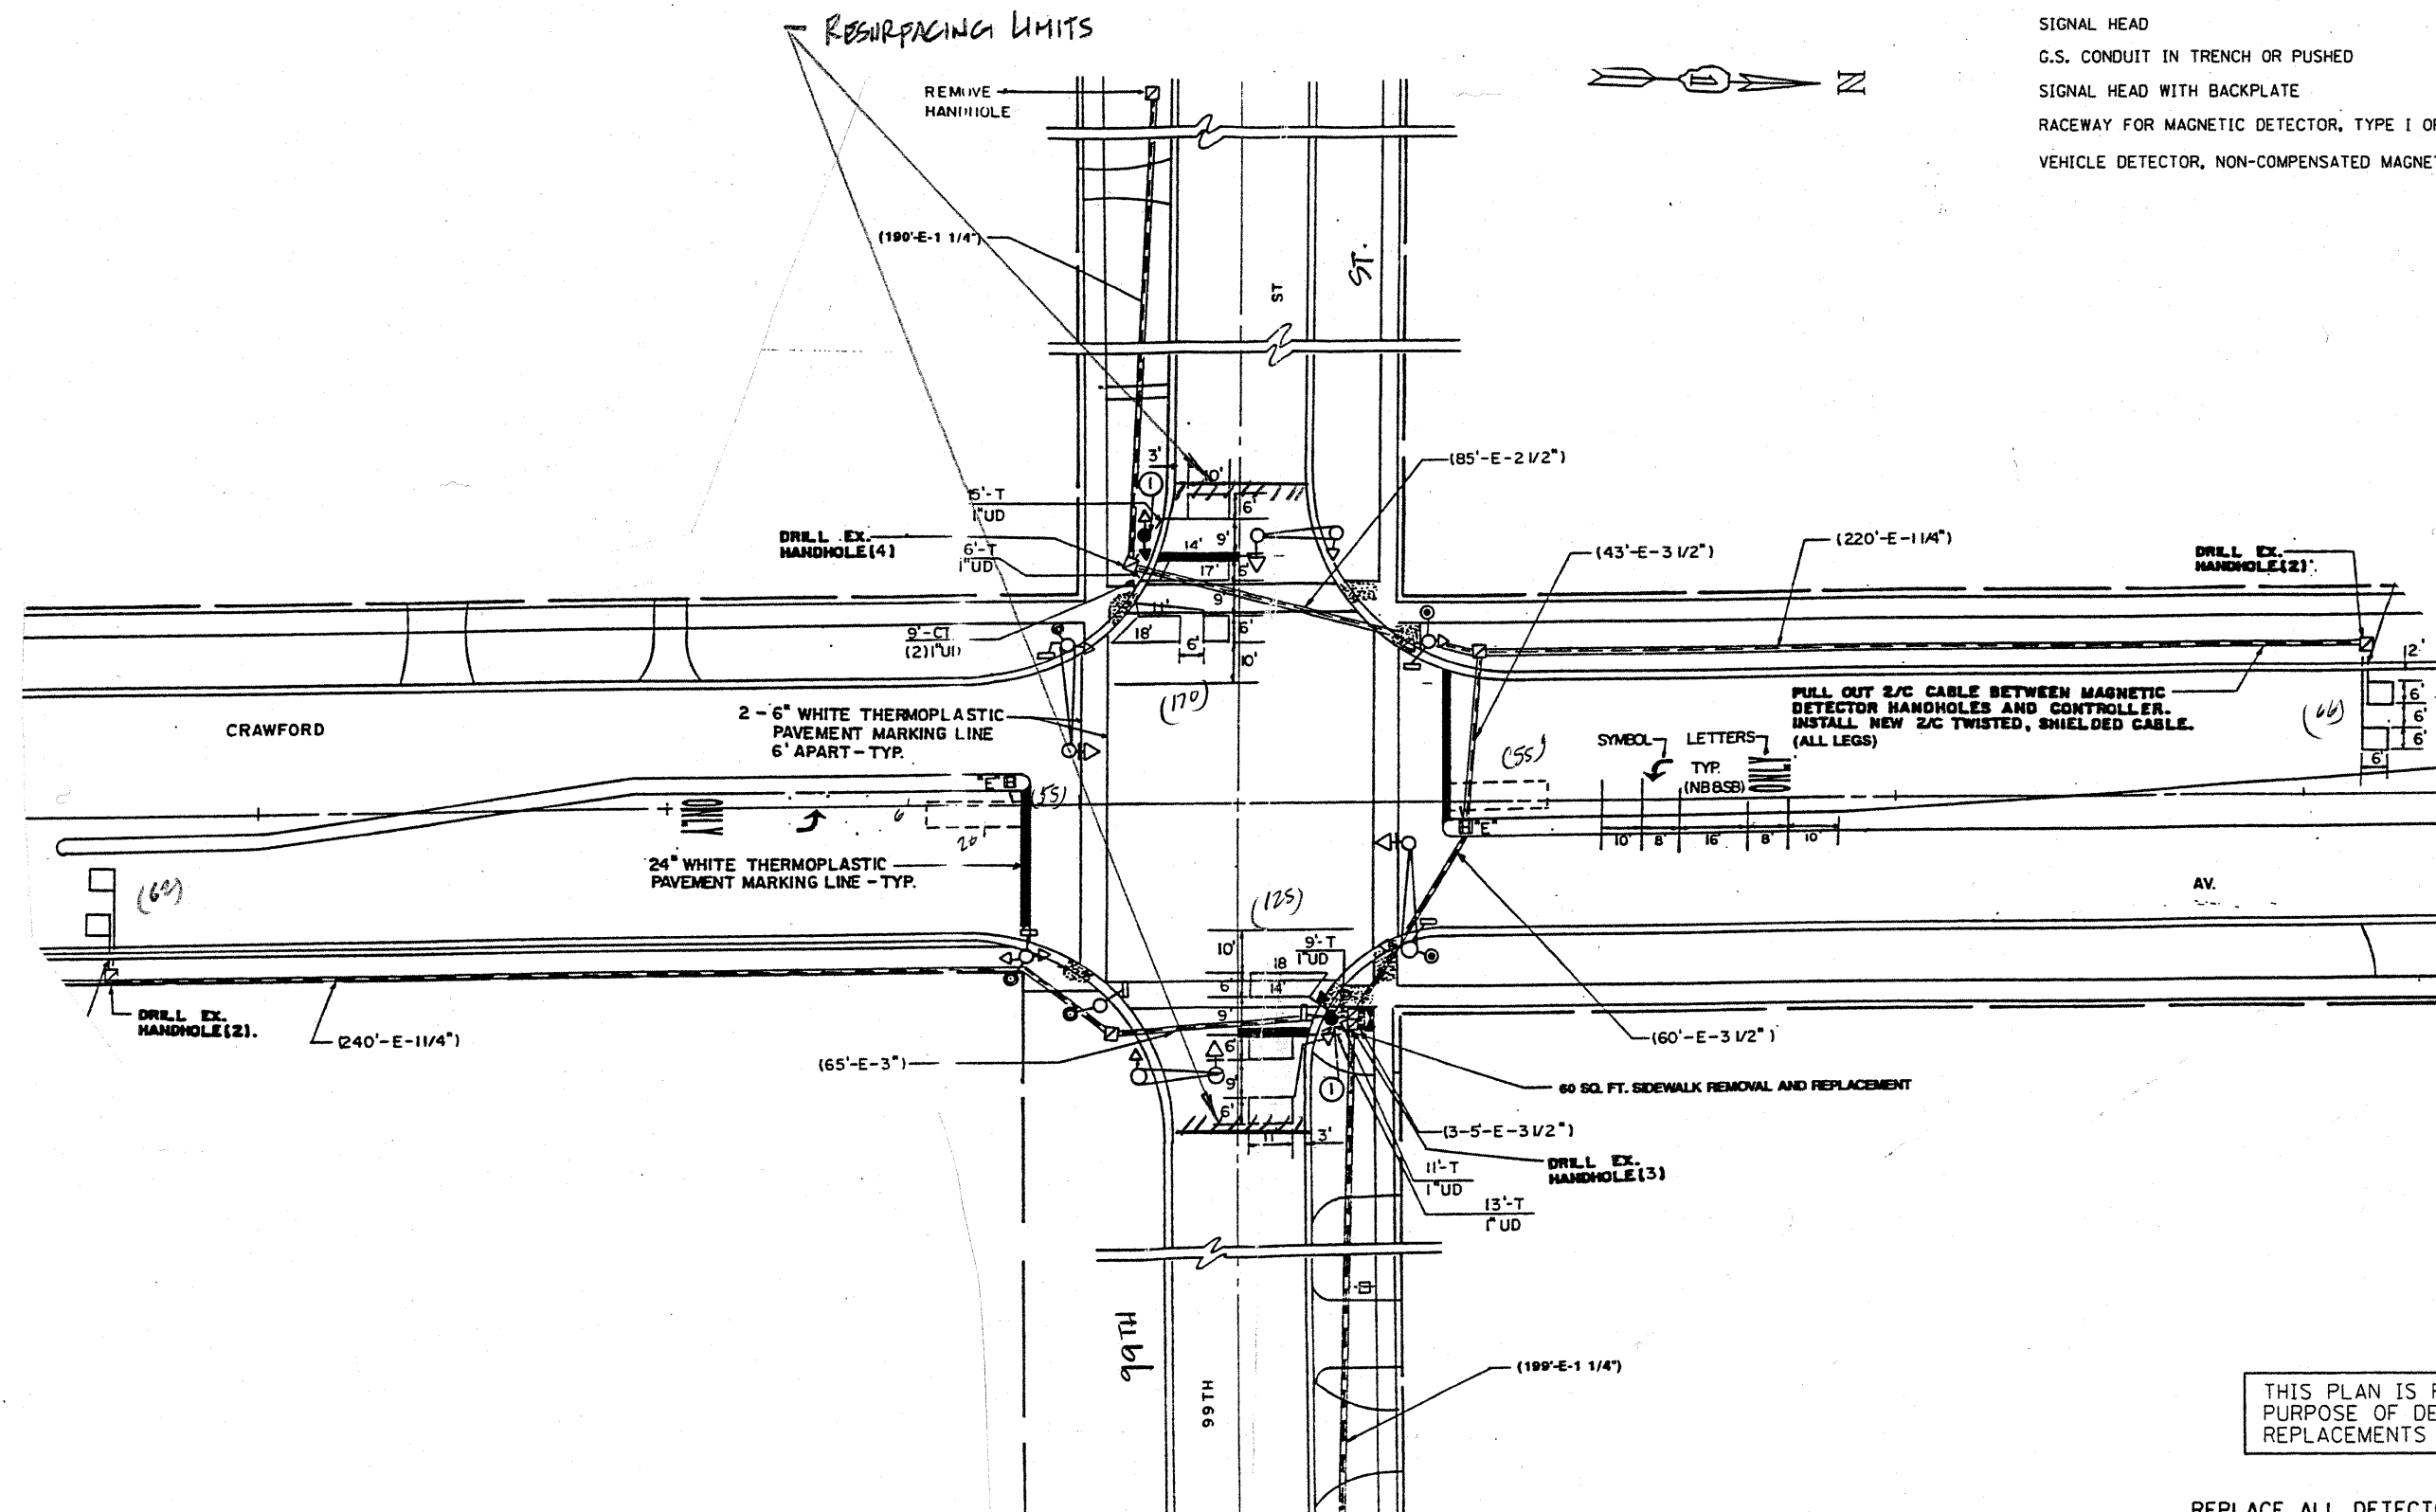 RESURFACING LIMITS
SIGNAL HEAD
G.S. CONDUIT IN TRENCH OR PUSHED
SIGNAL HEAD WITH BACKPLATE
RACEWAY FOR MAGNETIC DETECTOR, TYPE I
VEHICLE DETECTOR, NON-COMPENSATED
N
REMOVE
HANDHOLE
(190'-E-1 1/4")
ST
ST.
3'
10'
1
5'-T
1"UD
6'
(85'-E-2 1/2")
DRILL EX.
HANDHOLE(4)
6'-T
1"UD
14'
9'
17'
6'
(43'-E-3 1/2")
(220'-E-11/4")
DRILL EX.
HANDHOLE(2).
9'-CT
(2)1"UD
11'
9'
18'
6'
6'
10'
(170)
2'
6'
6'
6'
6'
(66)
CRAWFORD
2-6" WHITE THERMOPLASTIC
PAVEMENT MARKING LINE
6' APART-TYP.
PULL OUT 2/C CABLE BETWEEN MAGNETIC
DETECTOR HANDHOLES AND CONTROLLER.
INSTALL NEW 2/C TWISTED, SHIELDED CABLE.
(ALL LEGS)
SYMBOL
LETTERS
TYP.
(NB&SB)
(55)
"E"
(55)
ONLY
6'
20'
"E"
ONLY
10'
8'
16'
8'
10'
24" WHITE THERMOPLASTIC
PAVEMENT MARKING LINE-TYP.
AV.
(125)
10'
9'-T
1"UD
18
6'
14'
9'
6'
9'
6'
11'
3'
1
DRILL EX.
HANDHOLE(2).
(240'-E-11/4")
(65'-E-3")
(60'-E-3 1/2")
60 SQ. FT. SIDEWALK REMOVAL AND REPLACEMENT
(3-5'-E-3 1/2")
DRILL EX.
HANDHOLE(3)
11'-T
1"UD
13'-T
1"UD
99TH
99TH
(199'-E-1 1/4")
THIS PLAN IS
PURPOSE OF
REPLACEMENTS
REPLACE ALL